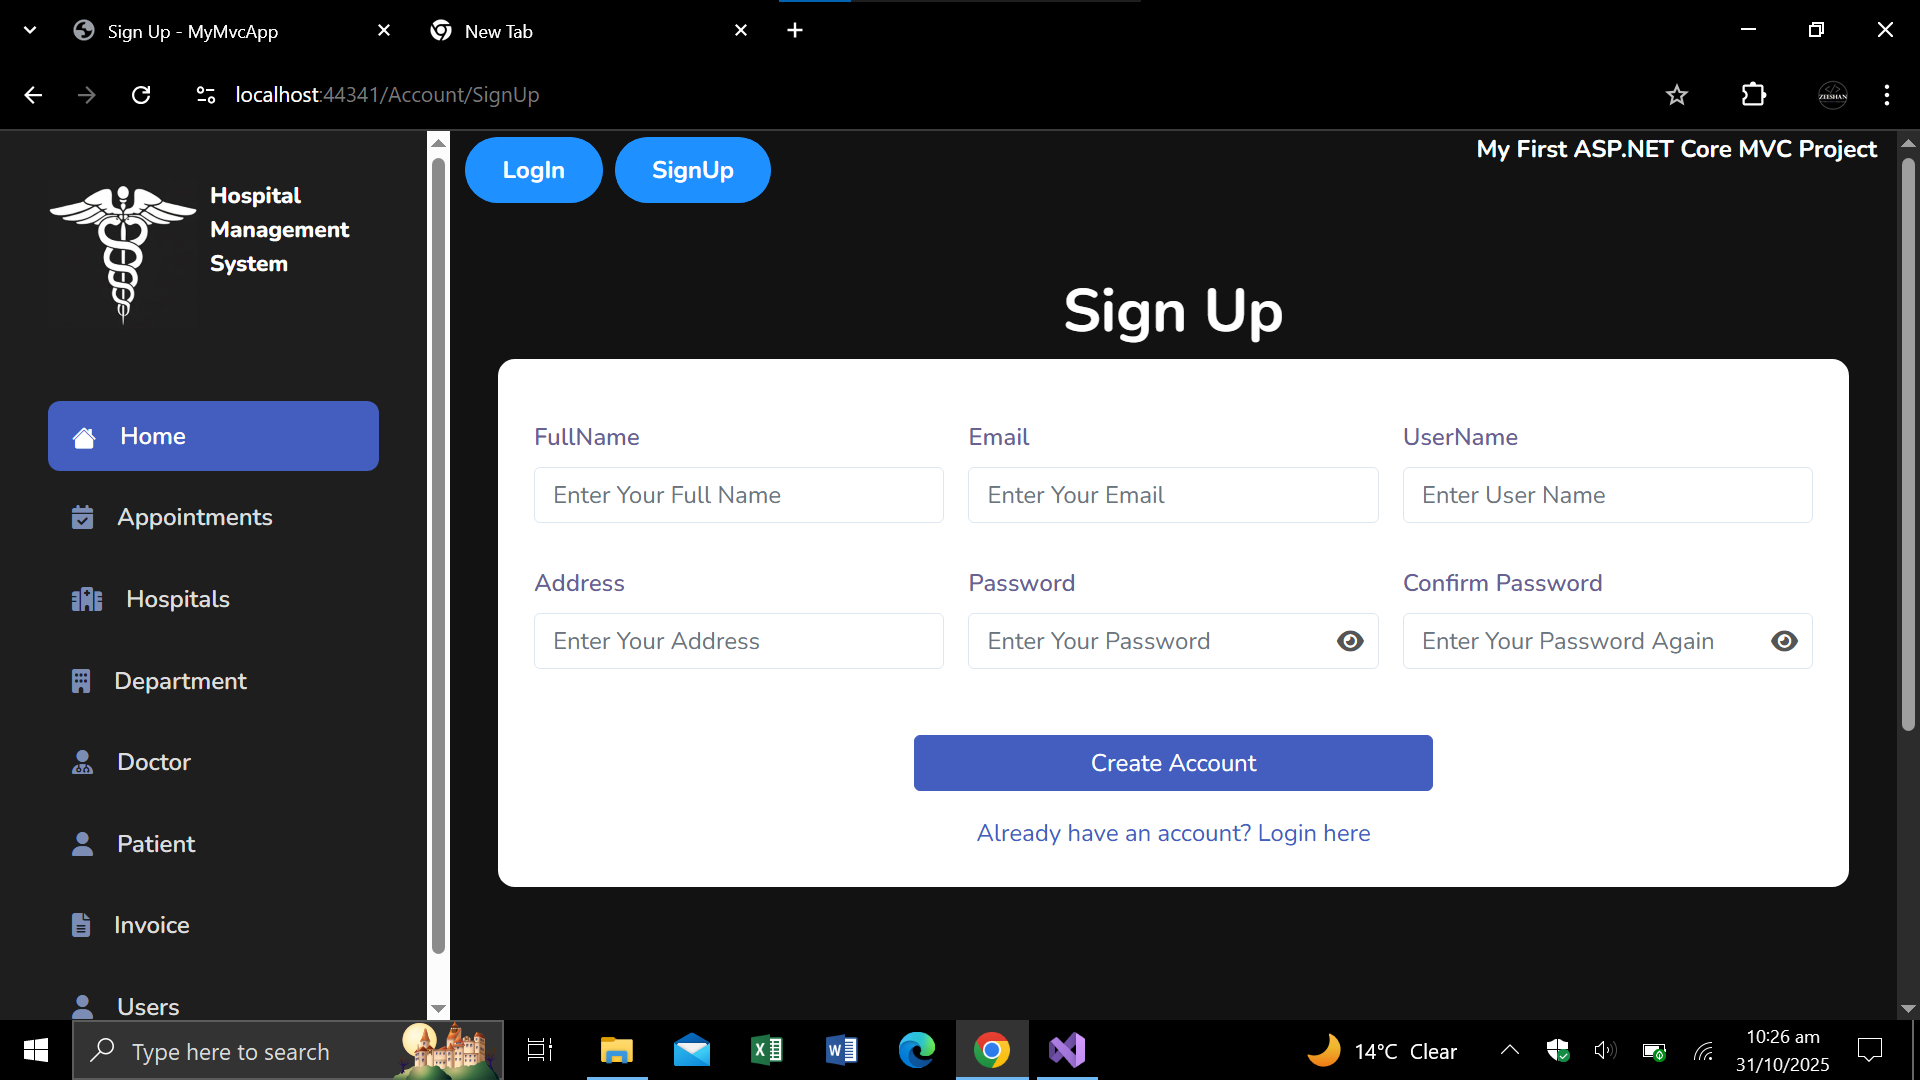 Sign Up - MyMvcApp
New Tab
localhost:44341/Account/SignUp
ZEESHAN
Hospital
Management
System
LogIn
SignUp
My First ASP.NET Core MVC Project
Home
Appointments
Hospitals
Department
Doctor
Patient
Invoice
Users
Sign Up
FullName
Email
UserName
Enter Your Full Name
Enter Your Email
Enter User Name
Address
Password
Confirm Password
Enter Your Address
Enter Your Password
Enter Your Password Again
Create Account
Already have an account? Login here
Type here to search
14°C Clear
10:26 am
31/10/2025